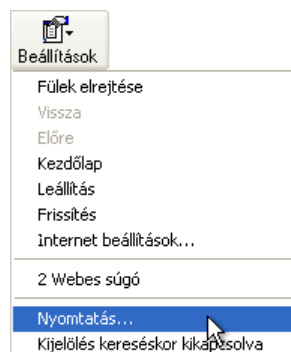 Beállítások
Fülek elrejtése
Vissza
Előre
Kezdőlap
Leállítás
Frissítés
Internet beállítások...
2 Webes súgó
Nyomtatás...
Kijelölés kereséskor kikapcsolva